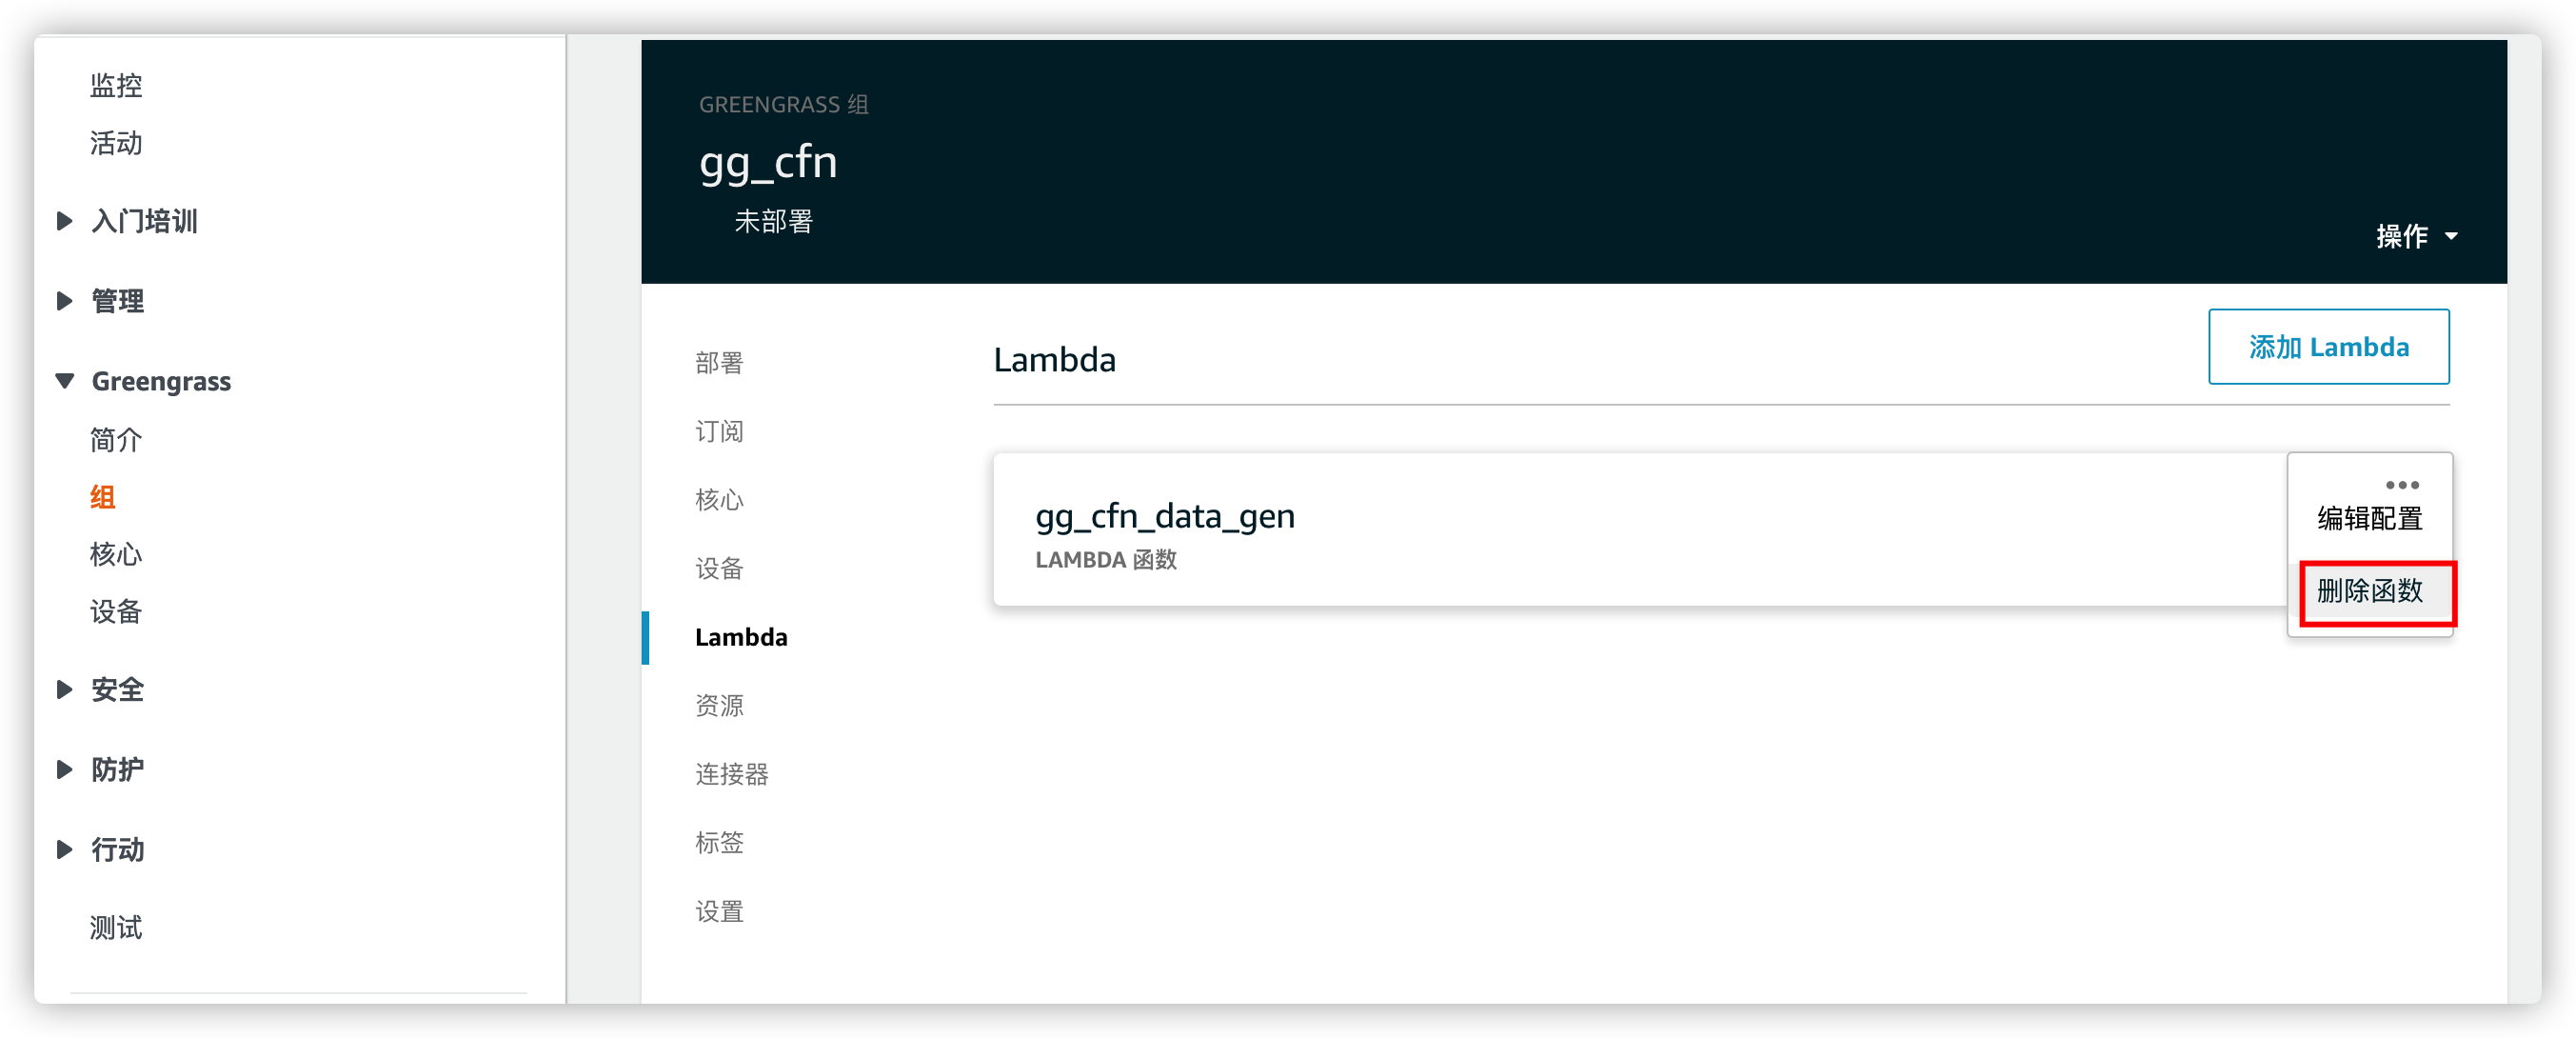 监控
活动
入门培训
管理
Greengrass
简介
组
核心
设备
安全
防护
行动
测试
GREENGRASS 组
gg_cfn
未部署
操作
部署
订阅
核心
设备
Lambda
资源
连接器
标签
设置
Lambda
添加 Lambda
gg_cfn_data_gen
LAMBDA 函数
编辑配置
删除函数